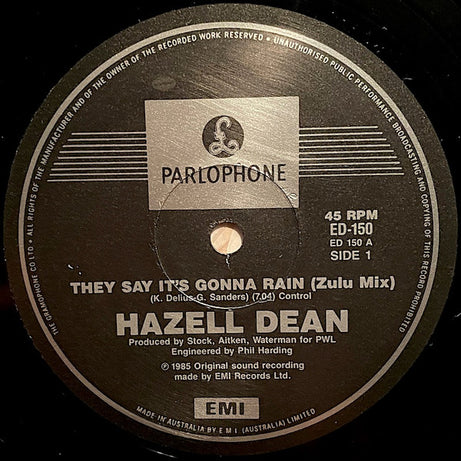 THE GRAMOPHONE CO LTD • ALL RIGHTS OF THE MANUFACTURER AND OF THE OWNER OF THE RECORDED WORK RESERVED • UNAUTHORISED PUBLIC PERFORMANCE BROADCASTING AND COPYING OF THIS RECORD PROHIBITED
£
PARLOPHONE
45 RPM
ED-150
ED 150 A
SIDE 1
THEY SAY IT'S GONNA RAIN (Zulu Mix)
(K. Delius-G. Sanders) (7.04) Control
HAZELL DEAN
Produced by Stock, Aitken, Waterman for PWL
Engineered by Phil Harding
℗ 1985 Original sound recording
made by EMI Records Ltd.
EMI
MADE IN AUSTRALIA BY E M I (AUSTRALIA) LIMITED